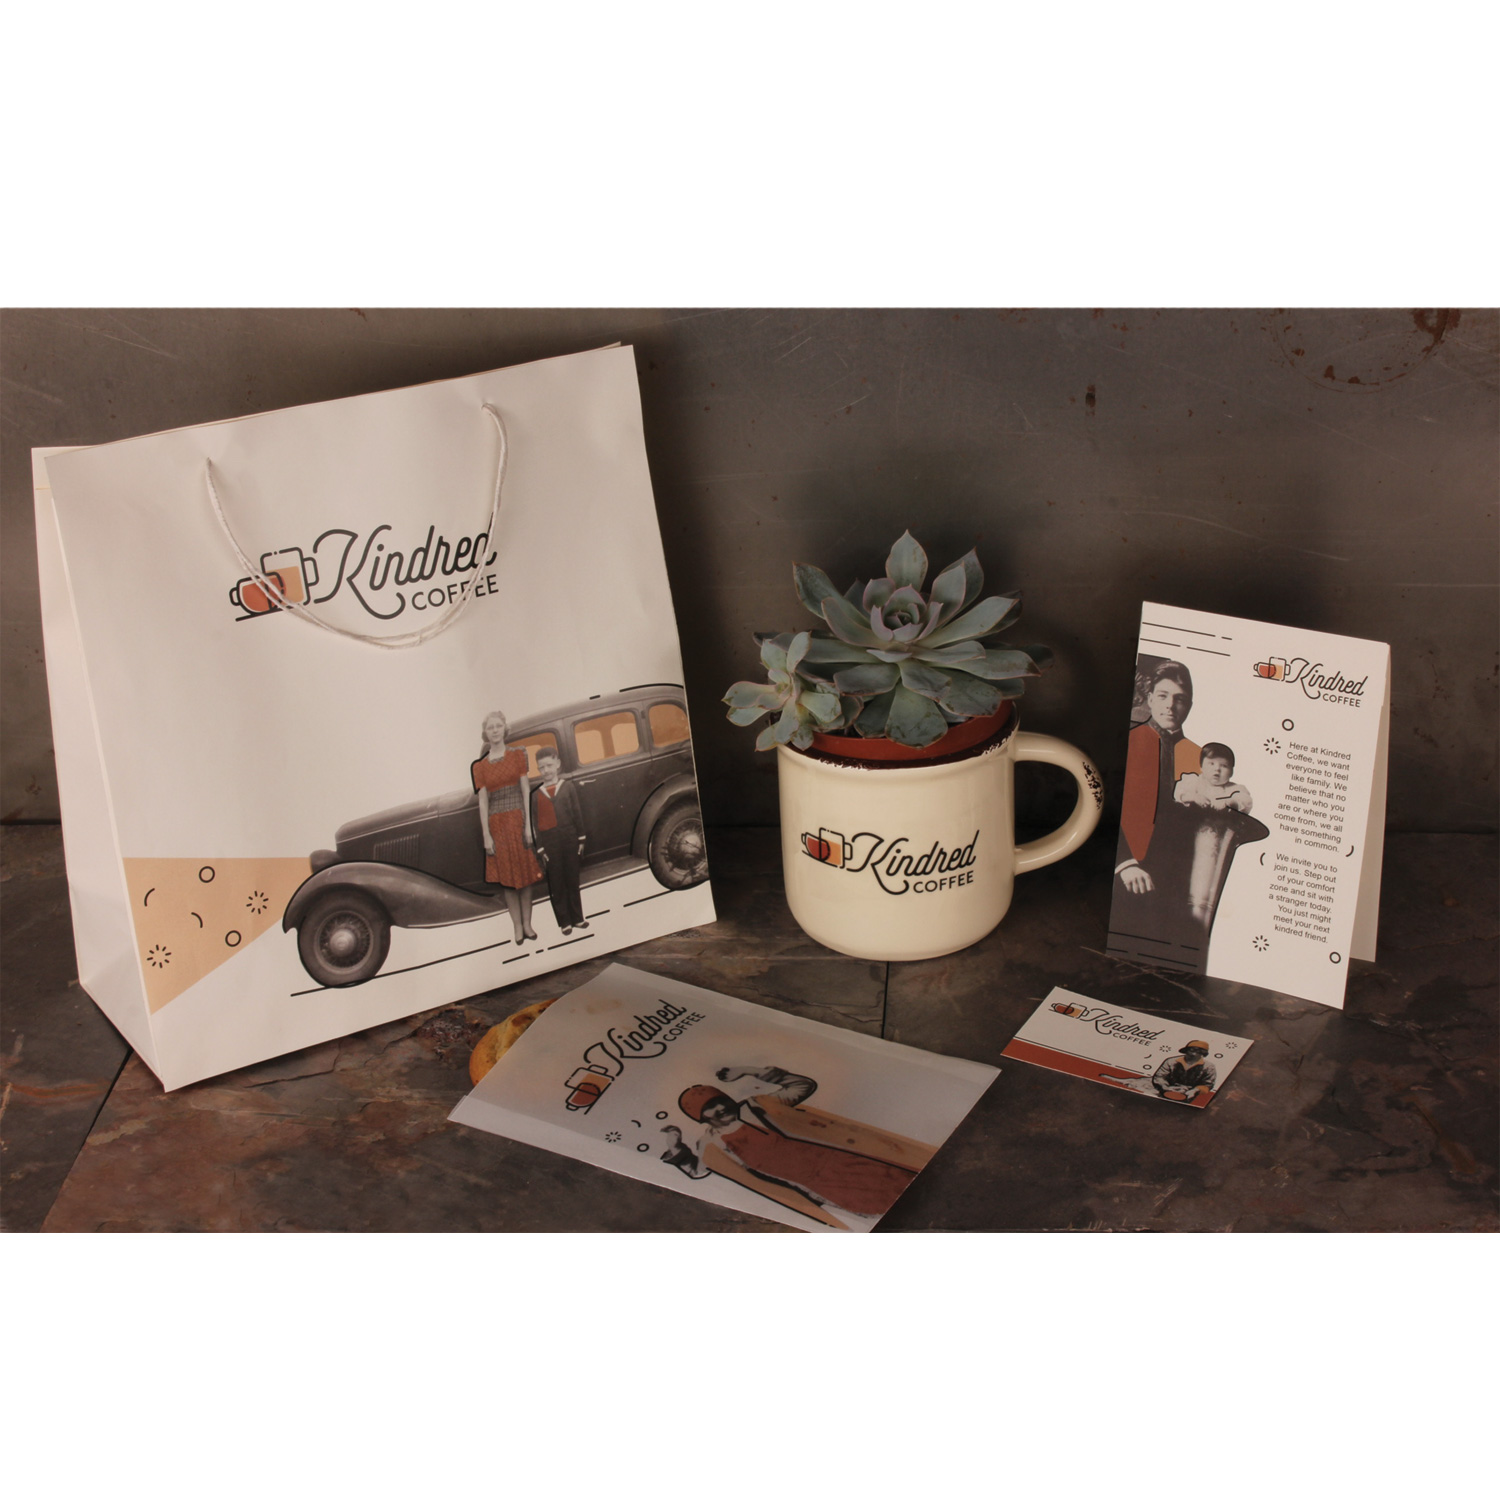 Kindred
COFFEE
Kindred
COFFEE
Kindred
COFFEE
Here at Kindred
Coffee, we want
everyone to feel
like family. We
believe that no
matter who you
are or where you
come from, we all
have something
in common.
We invite you to
join us. Step out
of your comfort
zone and sit with
a stranger today.
You just might
meet your next
kindred friend.
Kindred
COFFEE
Kindred
COFFEE